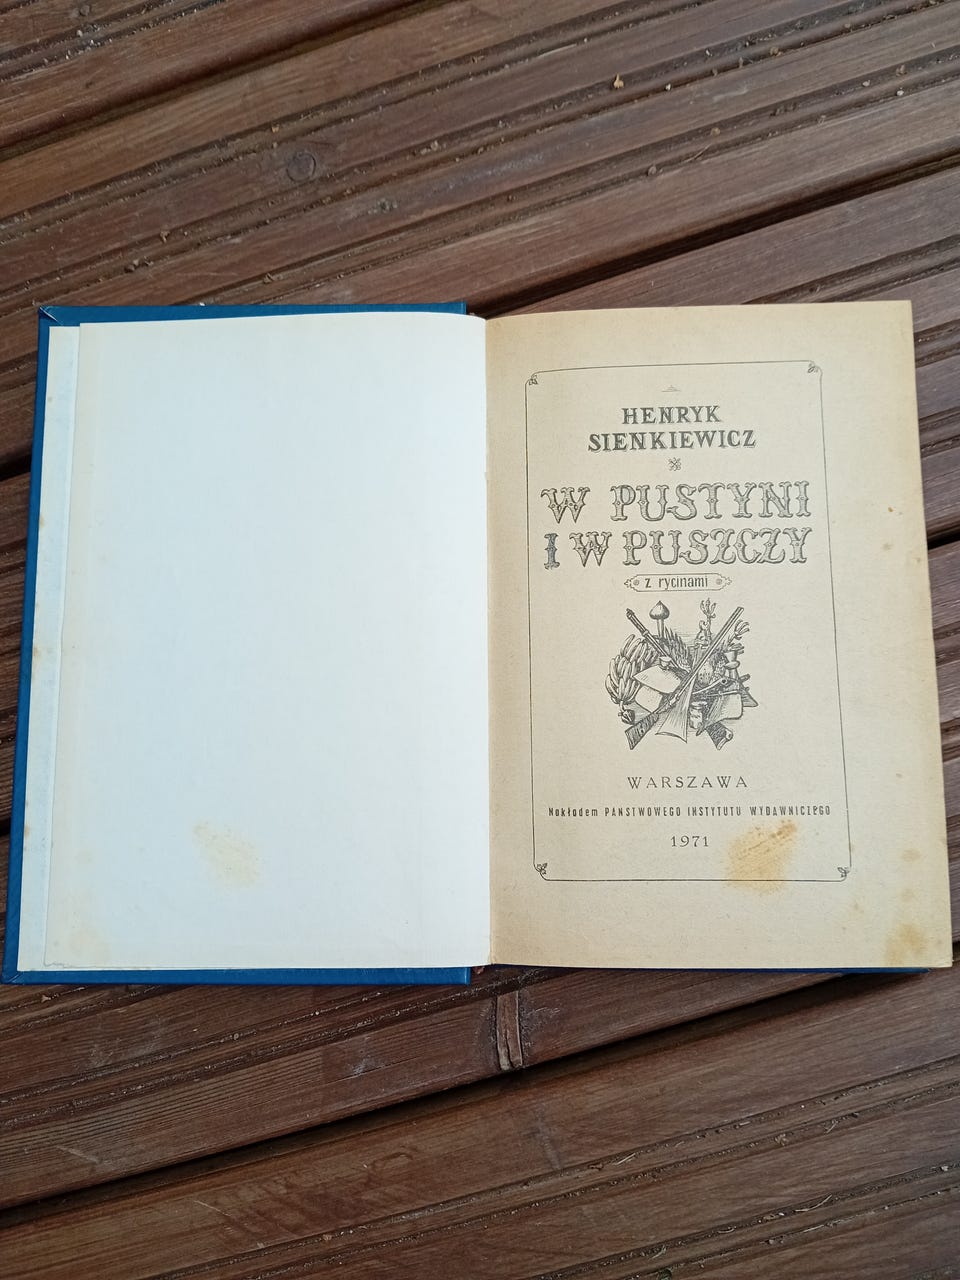 HENRYK
SIENKIEWICZ
W PUSTYNI
I W PUSZCZY
z rycinami
WARSZAWA
Nakładem PAŃSTWOWEGO INSTYTUTU WYDAWNICZEGO
1971